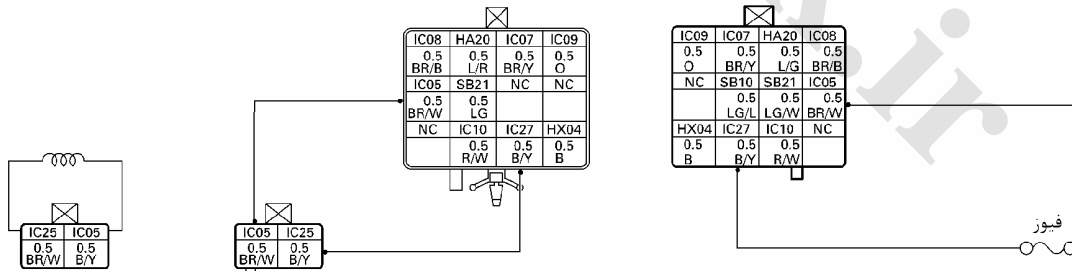 IC08 HA20 IC07 IC09
0.5 0.5 0.5 0.5
BR/B L/R BR/Y O
IC05 SB21 NC NC
0.5 0.5
BR/W LG
NC IC10 IC27 HX04
0.5 0.5 0.5
R/W B/Y B
IC09 IC07 HA20 IC08
0.5 0.5 0.5 0.5
O BR/Y L/G BR/B
NC SB10 SB21 IC05
0.5 0.5 0.5
LG/L LG/W BR/W
HX04 IC27 IC10 NC
0.5 0.5 0.5
B B/Y R/W
IC25 IC05
0.5 0.5
BR/W B/Y
IC05 IC25
0.5 0.5
BR/W B/Y
فیوز